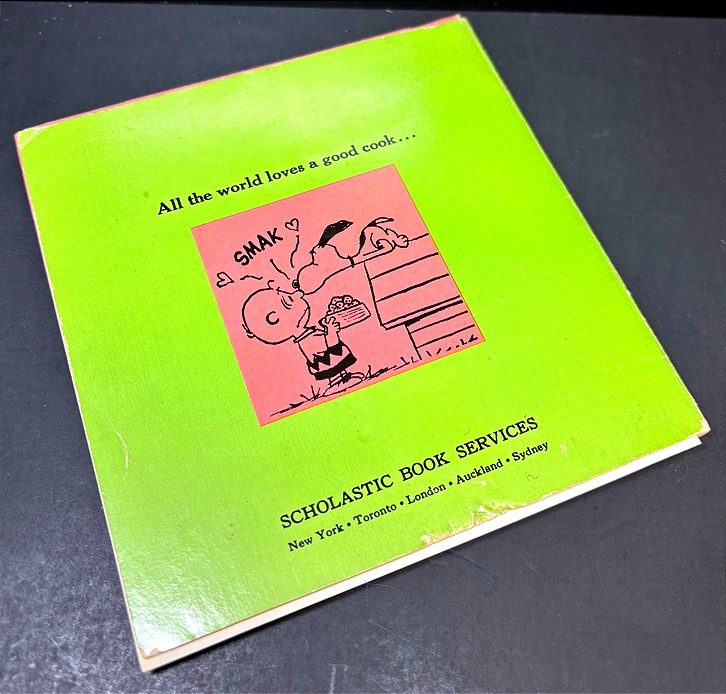 All the world loves a good cook...
SMAK
SCHOLASTIC BOOK SERVICES
New York • Toronto • London • Auckland • Sydney